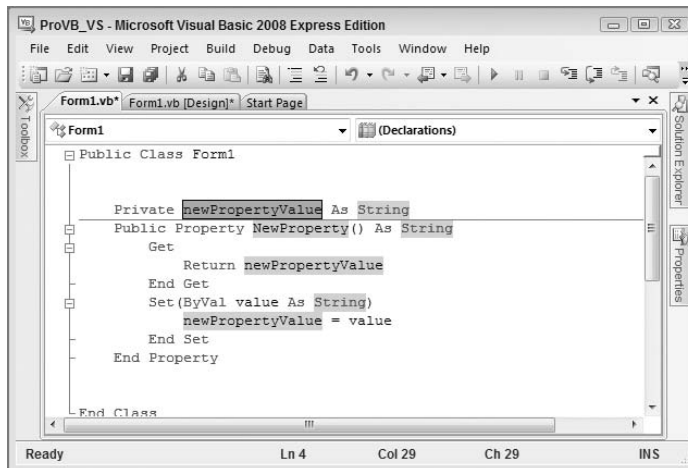 ProVB_VS - Microsoft Visual Basic 2008 Express Edition
File Edit View Project Build Debug Data Tools Window Help
Form1.vb* Form1.vb [Design]* Start Page
Toolbox
Form1 (Declarations)
Solution Explorer
Properties
Public Class Form1
Private newPropertyValue As String
Public Property NewProperty() As String
Get
Return newPropertyValue
End Get
Set(ByVal value As String)
newPropertyValue = value
End Set
End Property
End Class
Ready Ln 4 Col 29 Ch 29 INS